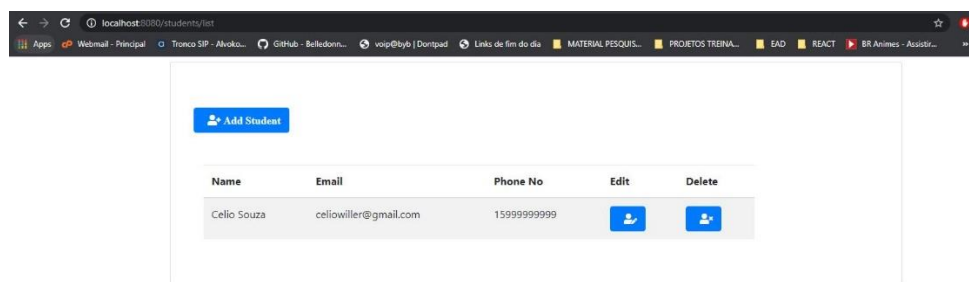 localhost:8080/students/list
Apps Webmail - Principal Tronco SIP - Alvoko... GitHub - Belledonn... voip@byb | Dontpad Links de fim do dia MATERIAL PESQUIS... PROJETOS TREINA... EAD REACT BR Animes - Assistir... »
Add Student
Name Email Phone No Edit Delete
Celio Souza celiowiller@gmail.com 15999999999